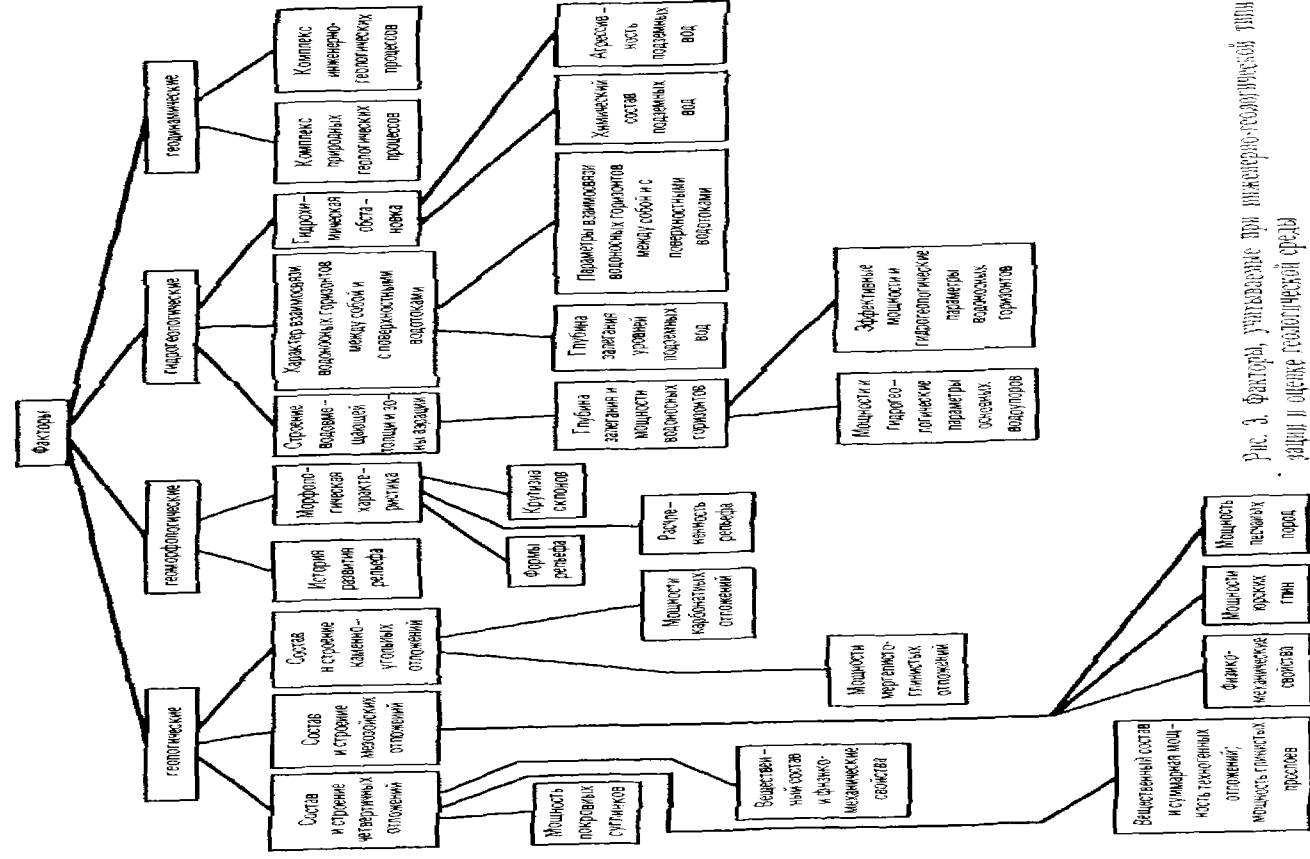 Факторы
геологические
геоморфологические
гидрогеологические
геодинамические
Состав
и строение
четвертичных
отложений
Состав
и строение
мезозойских
отложений
Состав
и строение
каменно-
угольных
отложений
История
развития
рельефа
Морфоло-
гическая
характе-
ристика
Строение
водовме-
щающей
толщи и зо-
ны аэрации
Характер взаимосвязи
водоносных горизонтов
между собой и
с поверхностными
водотоками
Гидрохи-
мическая
обста-
новка
Комплекс
природных
геологических
процессов
Комплекс
инженерно-
геологических
процессов
Мощность
покровных
суглинков
Формы
рельефа
Крутизна
склонов
Глубина
залегания и
мощности
водоносных
горизонтов
Глубина
залегания
уровней
подземных
вод
Параметры взаимосвязи
водоносных горизонтов
между собой и с
поверхностными
водотоками
Химический
состав
подземных
вод
Агрессив-
ность
подземных
вод
Мощности
карбонатных
отложений
Расчле-
ненность
рельефа
Веществен-
ный состав
и физико-
механические
свойства
Мощности
мергелисто-
глинистых
отложений
Мощности и
гидрогео-
логические
параметры
основных
водоупоров
Эффективные
мощности и
гидрогеологические
параметры
водоносных
горизонтов
Вещественный состав
и суммарная мощ-
ность техногенных
отложений;
мощность глинистых
прослоев
Физико-
механические
свойства
Мощности
юрских
глин
Мощность
песчаных
пород
Рис. 3. Факторы, учитываемые при инженерно-геологической типи
зации и оценке геологической среды